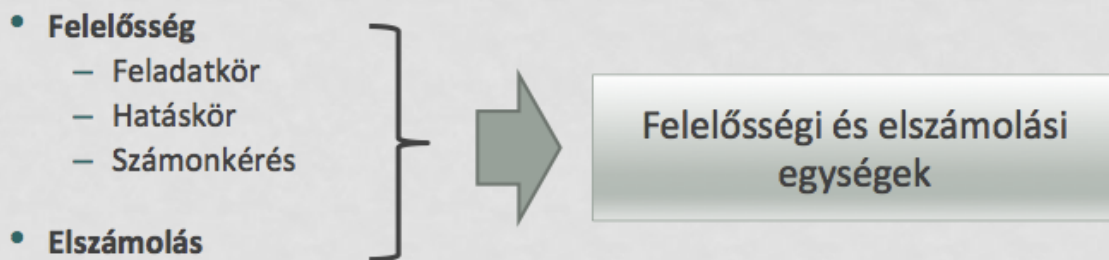 • Felelősség
– Feladatkör
– Hatáskör
– Számonkérés
• Elszámolás
Felelősségi és elszámolási
egységek